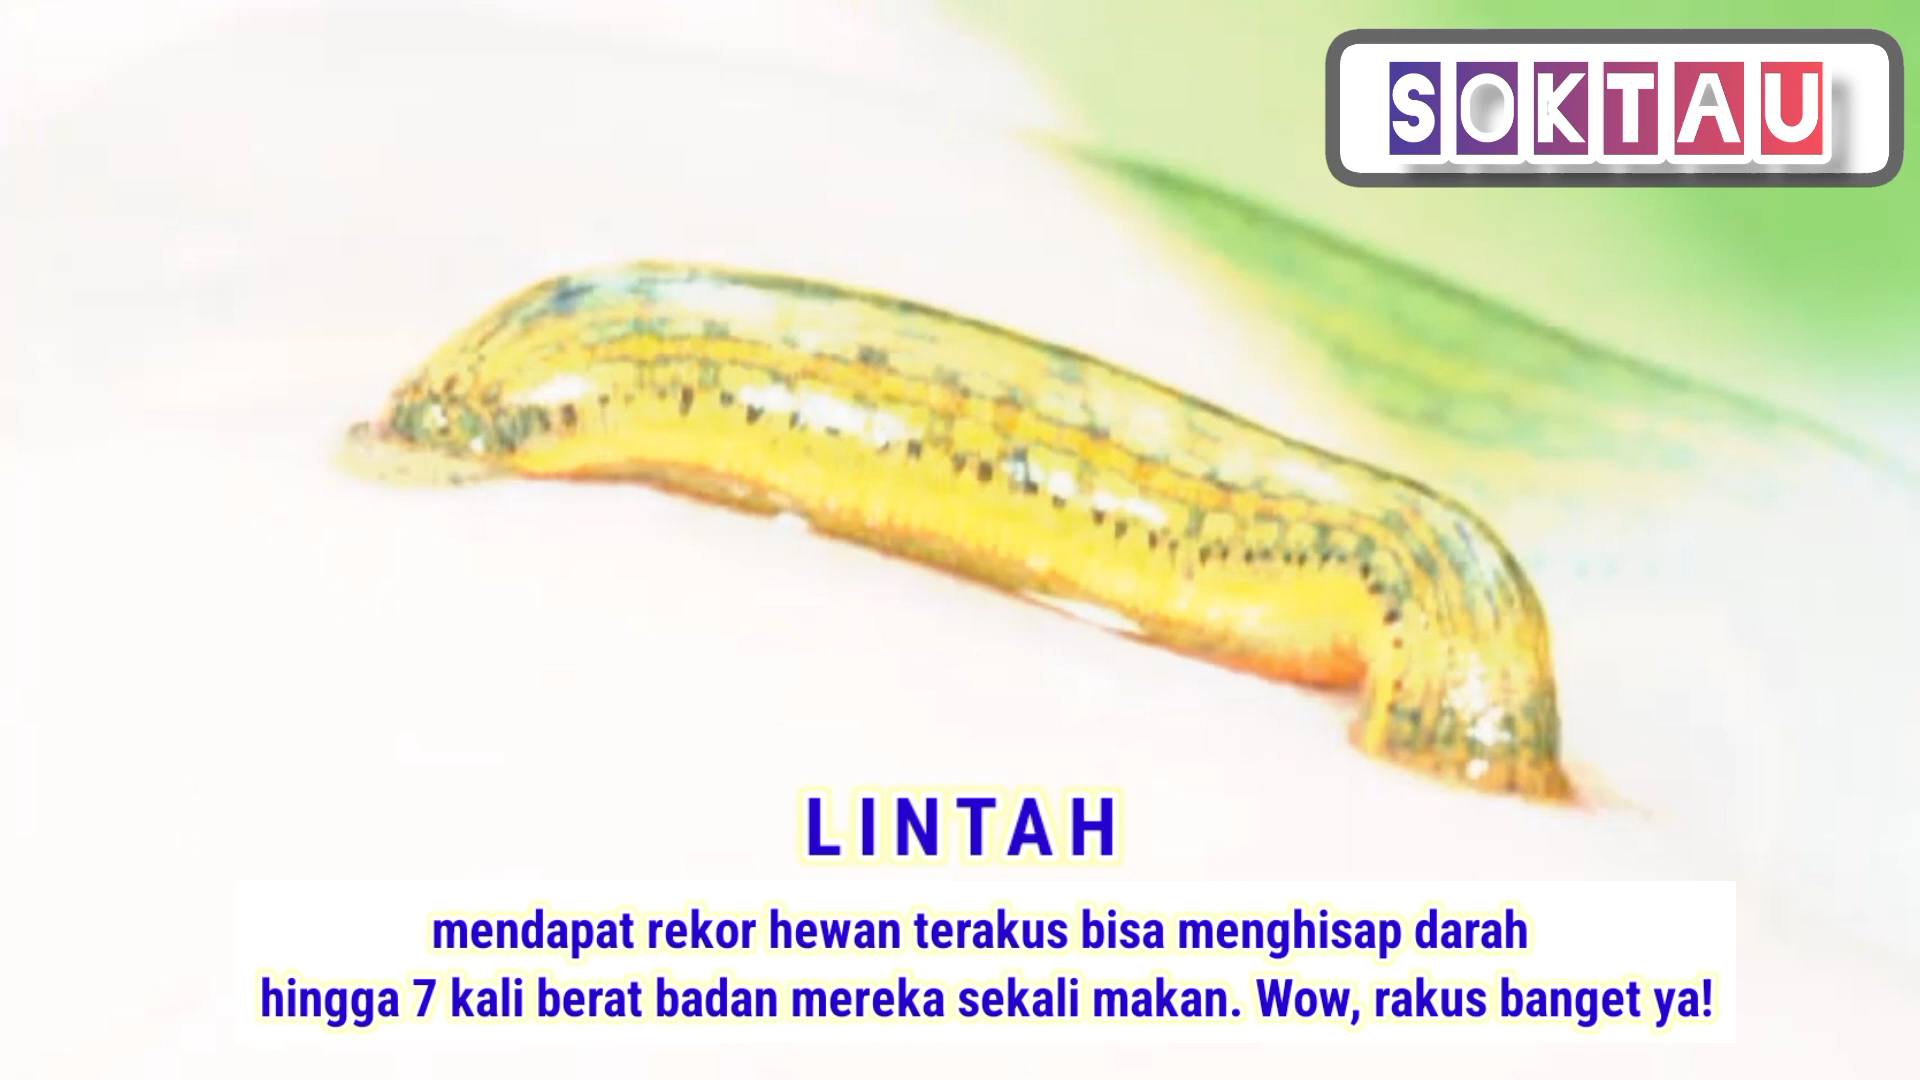 SOKTAU
LINTAH
mendapat rekor hewan terakus bisa menghisap darah
hingga 7 kali berat badan mereka sekali makan. Wow, rakus banget ya!